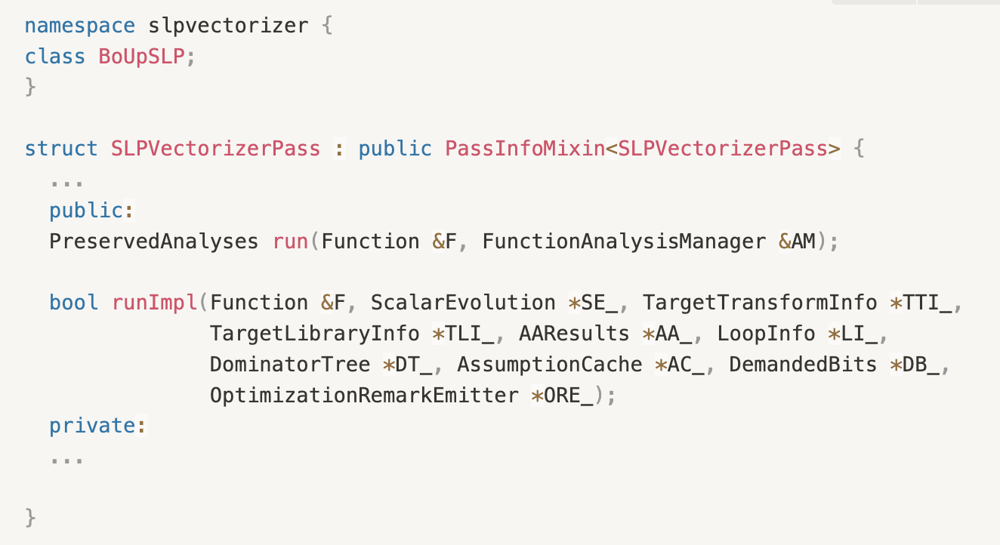 namespace slpvectorizer {
class BoUpSLP;
}
struct SLPVectorizerPass : public PassInfoMixin<SLPVectorizerPass> {
...
public:
PreservedAnalyses run(Function &F, FunctionAnalysisManager &AM);
bool runImpl(Function &F, ScalarEvolution *SE_, TargetTransformInfo *TTI_,
TargetLibraryInfo *TLI_, AAResults *AA_, LoopInfo *LI_,
DominatorTree *DT_, AssumptionCache *AC_, DemandedBits *DB_,
OptimizationRemarkEmitter *ORE_);
private:
...
}